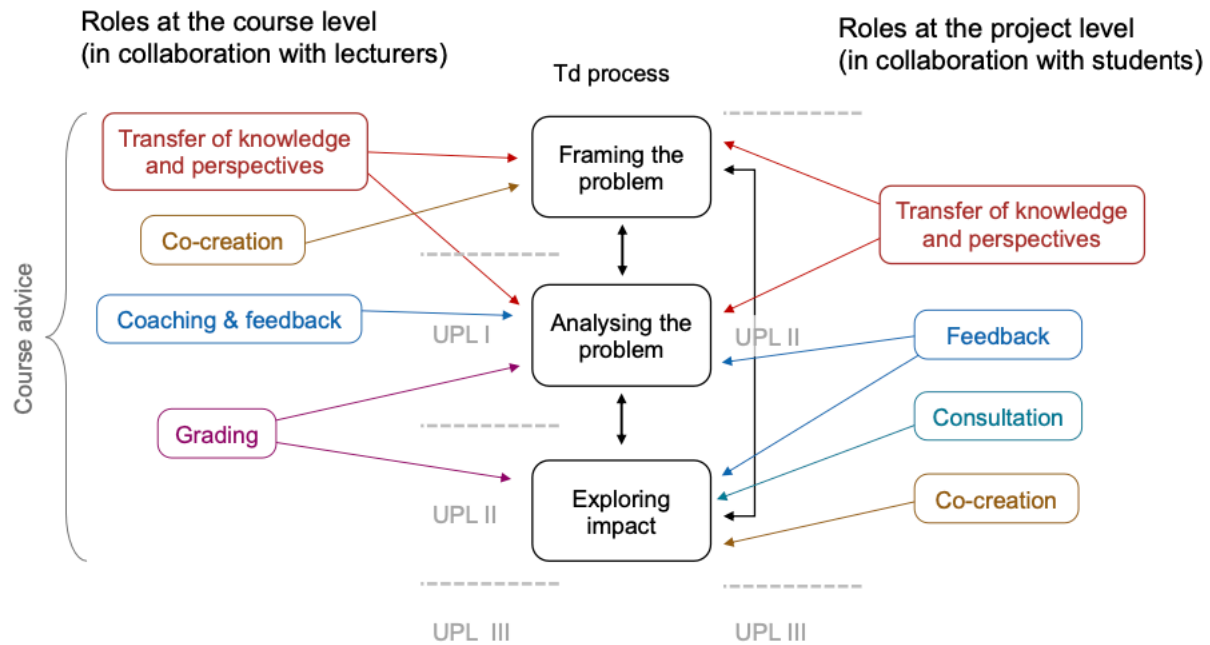 Roles at the course level
(in collaboration with lecturers)
Roles at the project level
(in collaboration with students)
Td process
Course advice
Transfer of knowledge
and perspectives
Co-creation
Coaching & feedback
Grading
Framing the
problem
Analysing the
problem
Exploring
impact
UPL I
UPL II
UPL III
UPL II
UPL III
Transfer of knowledge
and perspectives
Feedback
Consultation
Co-creation